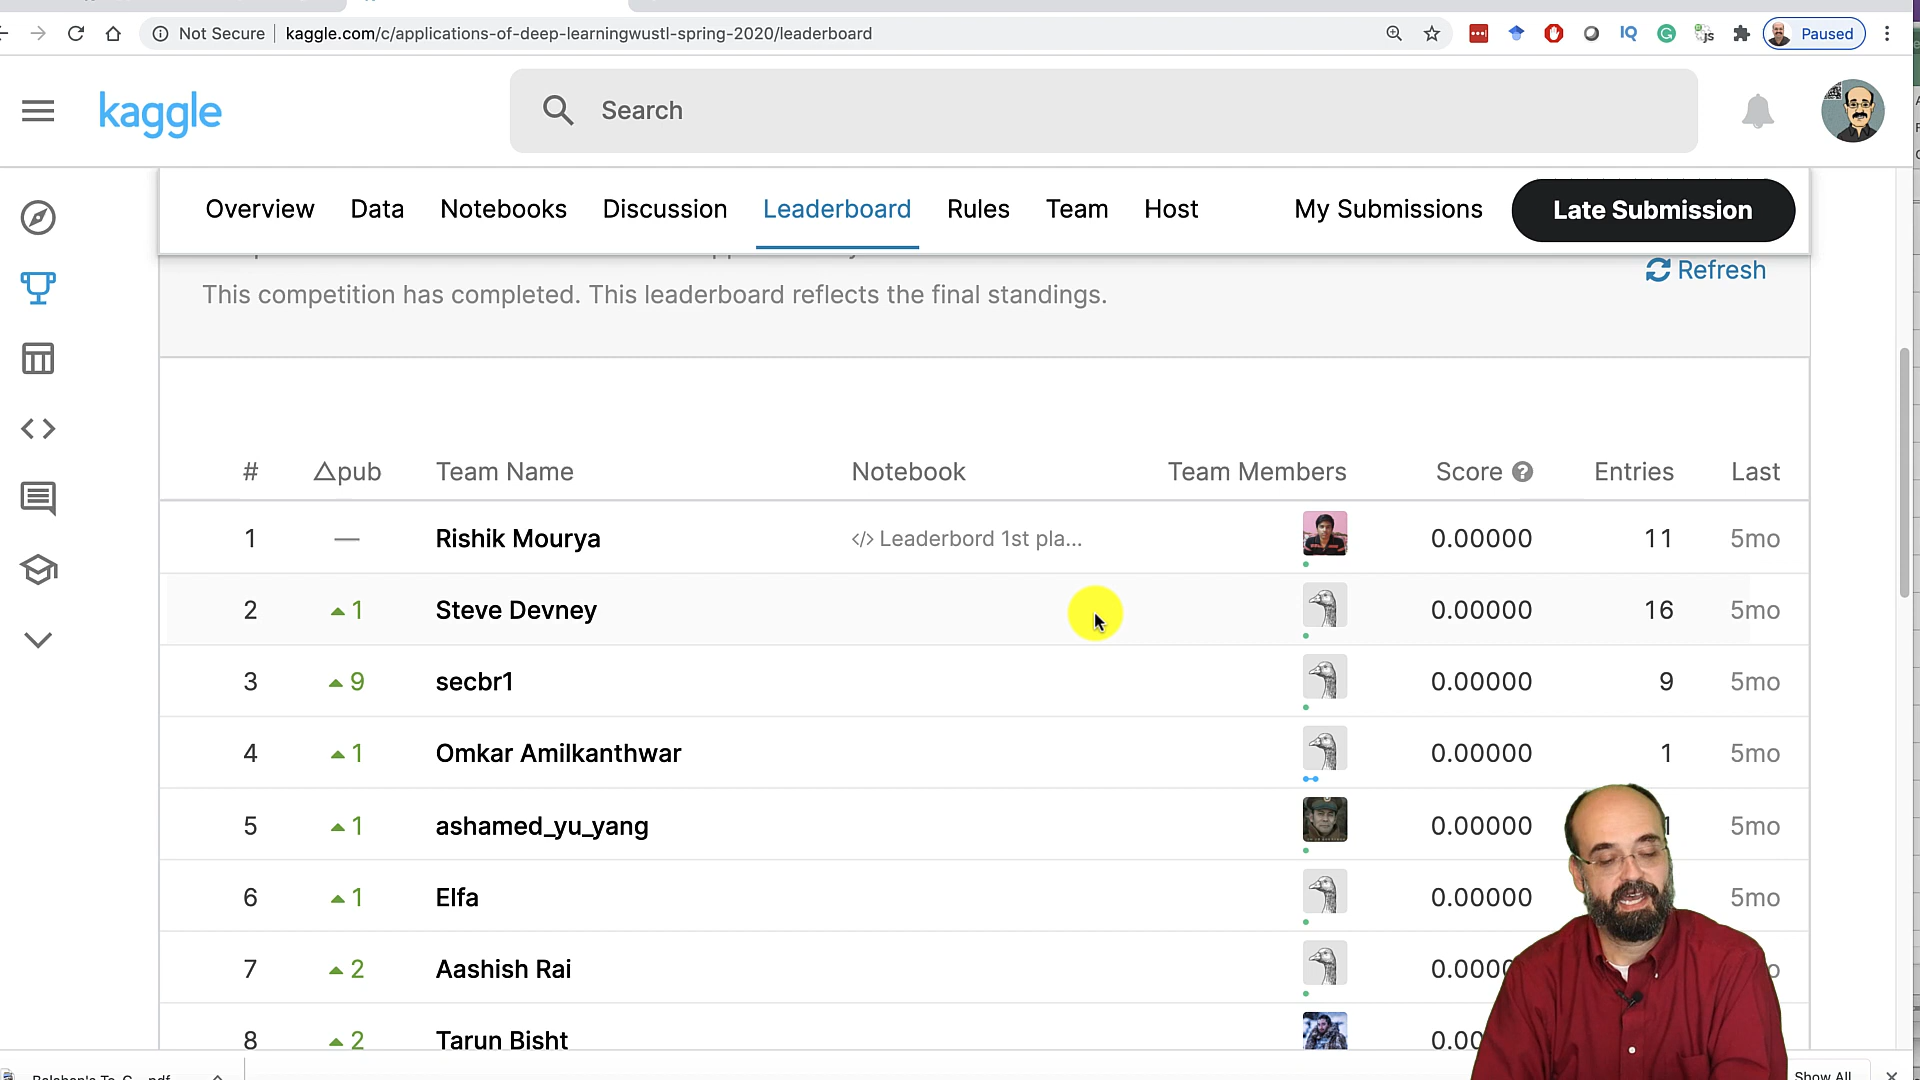 Not Secure kaggle.com/c/applications-of-deep-learningwustl-spring-2020/leaderboard IQ Paused
kaggle Search
Overview Data Notebooks Discussion Leaderboard Rules Team Host My Submissions Late Submission
Refresh
This competition has completed. This leaderboard reflects the final standings.
# △pub Team Name Notebook Team Members Score Entries Last
1 — Rishik Mourya </> Leaderbord 1st pla... 0.00000 11 5mo
2 1 Steve Devney 0.00000 16 5mo
3 9 secbr1 0.00000 9 5mo
4 1 Omkar Amilkanthwar 0.00000 1 5mo
5 1 ashamed_yu_yang 0.00000 5mo
6 1 Elfa 0.00000 5mo
7 2 Aashish Rai
8 2 Tarun Bisht
Show All